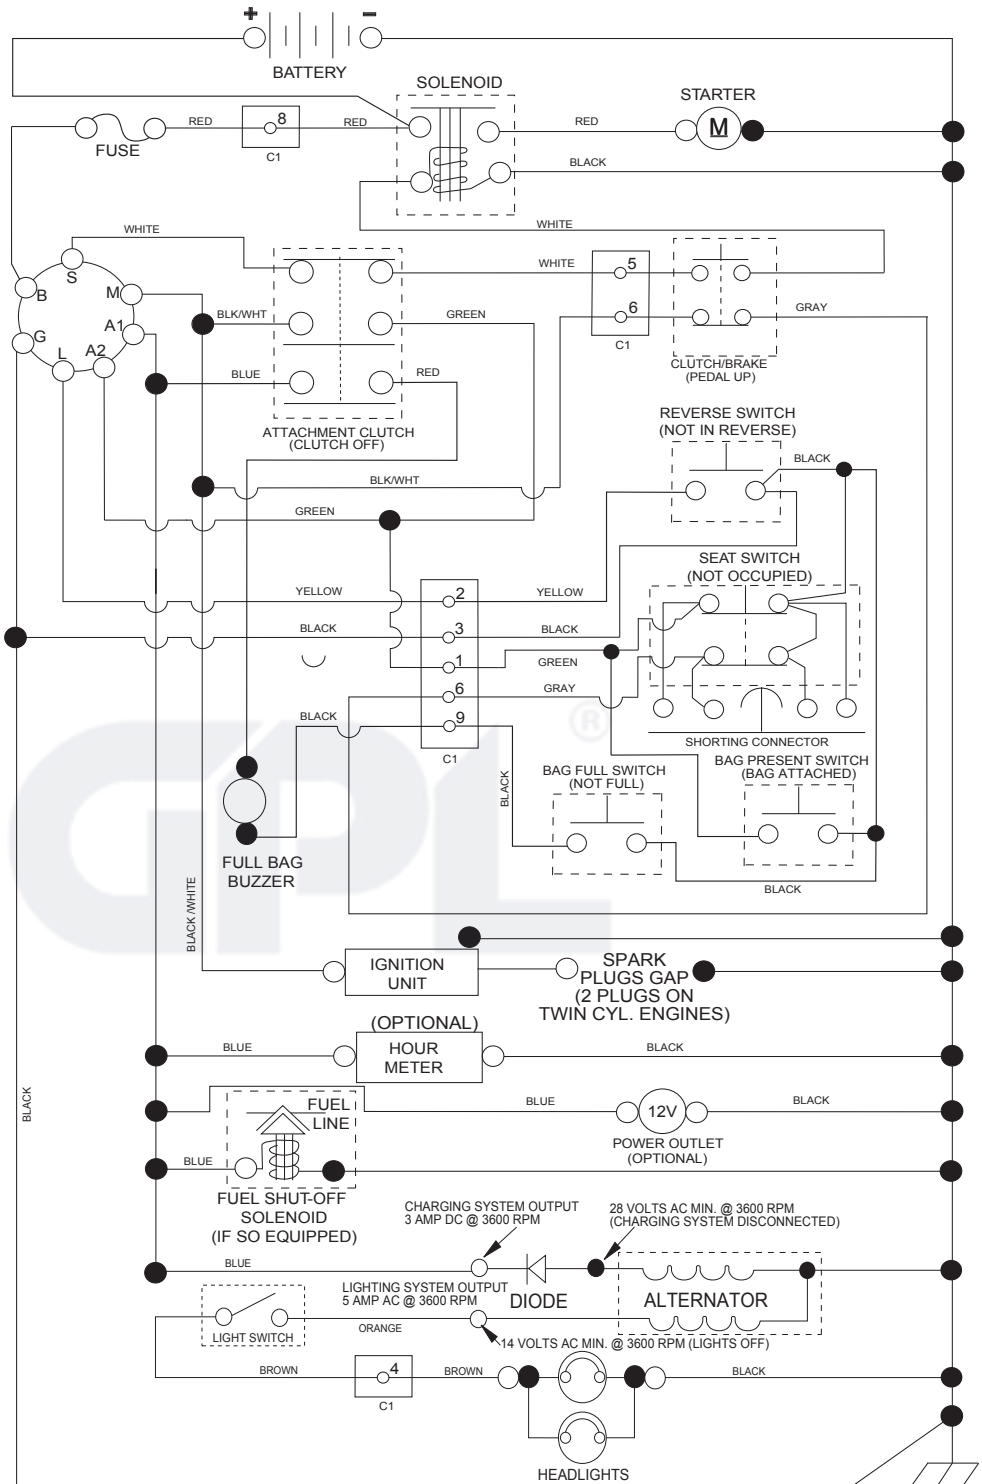 + -
BATTERY
SOLENOID
STARTER
M
RED
8
RED
RED
FUSE
C1
BLACK
WHITE
WHITE
S
B
M
G
A1
L
A2
WHITE
5
6
C1
BLK/WHT
GREEN
GRAY
BLUE
RED
CLUTCH/BRAKE
(PEDAL UP)
ATTACHMENT CLUTCH
(CLUTCH OFF)
REVERSE SWITCH
(NOT IN REVERSE)
BLACK
BLK/WHT
GREEN
SEAT SWITCH
(NOT OCCUPIED)
YELLOW
2
YELLOW
BLACK
3
BLACK
1
GREEN
6
GRAY
BLACK
9
C1
SHORTING CONNECTOR
®
GPL
BLACK
BAG FULL SWITCH
(NOT FULL)
BAG PRESENT SWITCH
(BAG ATTACHED)
FULL BAG
BUZZER
BLACK
BLACK /WHITE
IGNITION
UNIT
SPARK
PLUGS GAP
(2 PLUGS ON
TWIN CYL. ENGINES)
(OPTIONAL)
BLUE
HOUR
METER
BLACK
BLACK
FUEL
LINE
BLUE
12V
BLACK
POWER OUTLET
(OPTIONAL)
BLUE
FUEL SHUT-OFF
SOLENOID
(IF SO EQUIPPED)
CHARGING SYSTEM OUTPUT
3 AMP DC @ 3600 RPM
28 VOLTS AC MIN. @ 3600 RPM
(CHARGING SYSTEM DISCONNECTED)
BLUE
LIGHTING SYSTEM OUTPUT
5 AMP AC @ 3600 RPM
DIODE
ALTERNATOR
LIGHT SWITCH
ORANGE
14 VOLTS AC MIN. @ 3600 RPM (LIGHTS OFF)
BROWN
4
C1
BROWN
BLACK
HEADLIGHTS